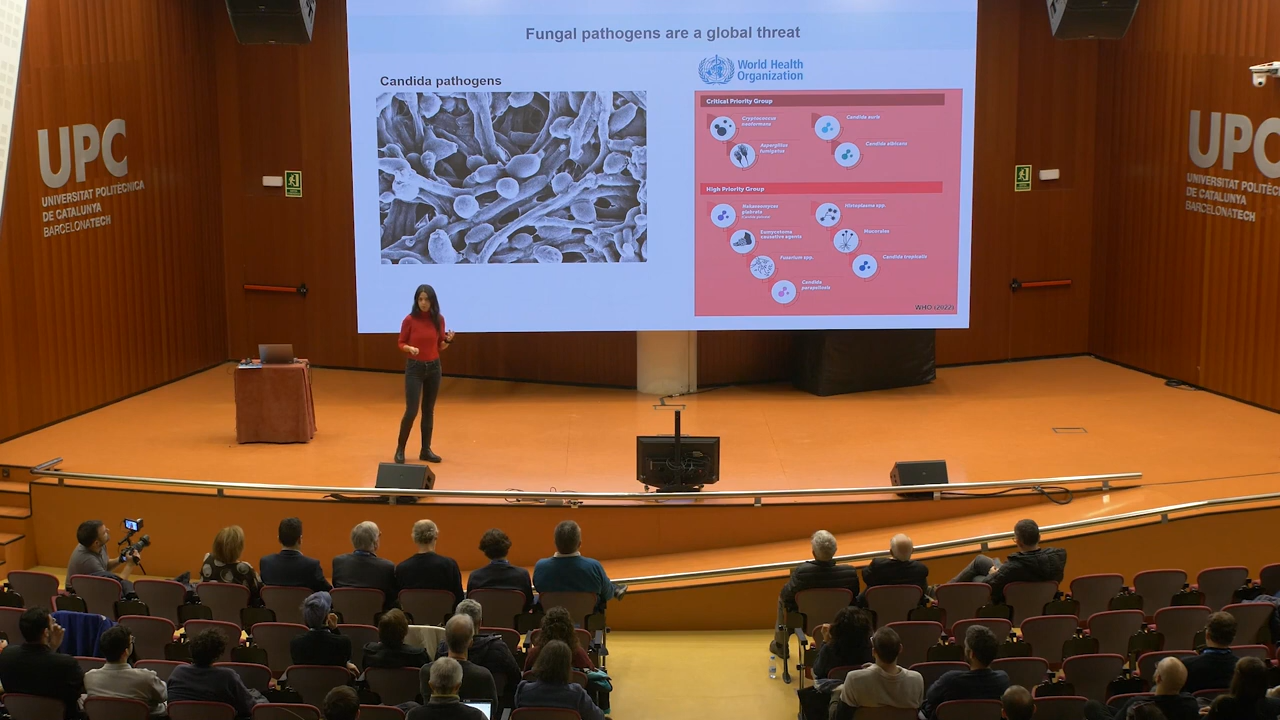 Fungal pathogens are a global threat
Candida pathogens
World Health
Organization
Critical Priority Group
Cryptococcus
neoformans
Candida auris
Aspergillus
fumigatus
Candida albicans
High Priority Group
Nakaseomyces
glabrata
Histoplasma spp.
Eumycetoma
causative agents
Mucorales
Fusarium spp.
Candida tropicalis
Candida
parapsilosis
WHO (2022)
UPC
UNIVERSITAT POLITÈCNICA
DE CATALUNYA
BARCELONATECH
UPC
UNIVERSITAT POLITÈ
DE CATALUNYA
BARCELONATECH